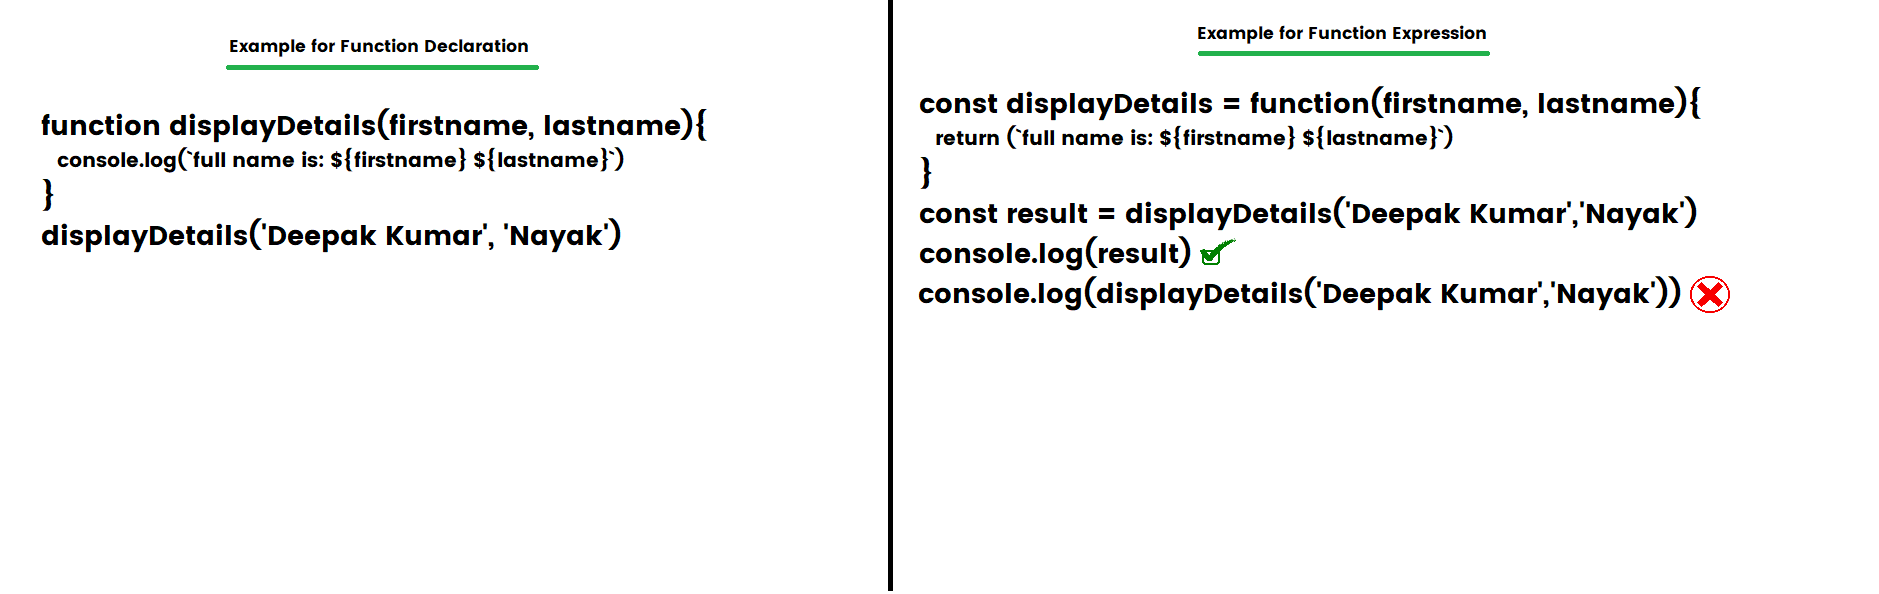 Example for Function Declaration
function displayDetails(firstname, lastname){
console.log(`full name is: ${firstname} ${lastname}`)
}
displayDetails('Deepak Kumar', 'Nayak')
Example for Function Expression
const displayDetails = function(firstname, lastname){
return (`full name is: ${firstname} ${lastname}`)
}
const result = displayDetails('Deepak Kumar','Nayak')
console.log(result)
console.log(displayDetails('Deepak Kumar','Nayak'))